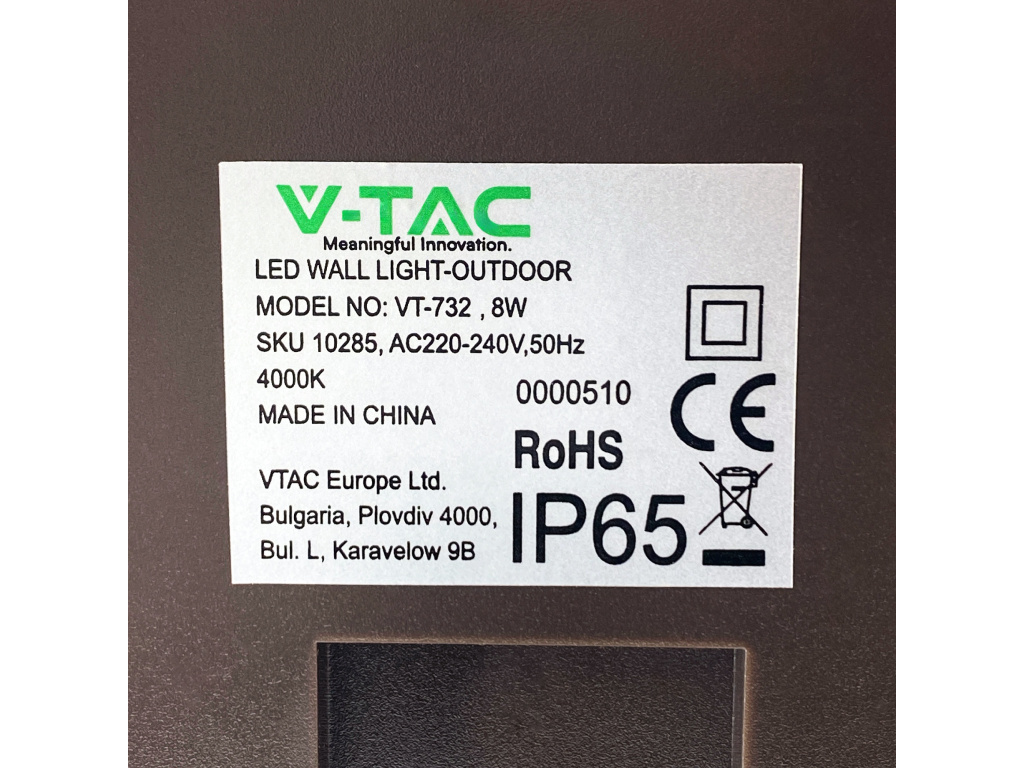 V-TAC
Meaningful Innovation.
LED WALL LIGHT-OUTDOOR
MODEL NO: VT-732 , 8W
SKU 10285, AC220-240V,50Hz
4000K
0000510
MADE IN CHINA
CE
RoHS
VTAC Europe Ltd.
Bulgaria, Plovdiv 4000,
Bul. L, Karavelow 9B
IP65